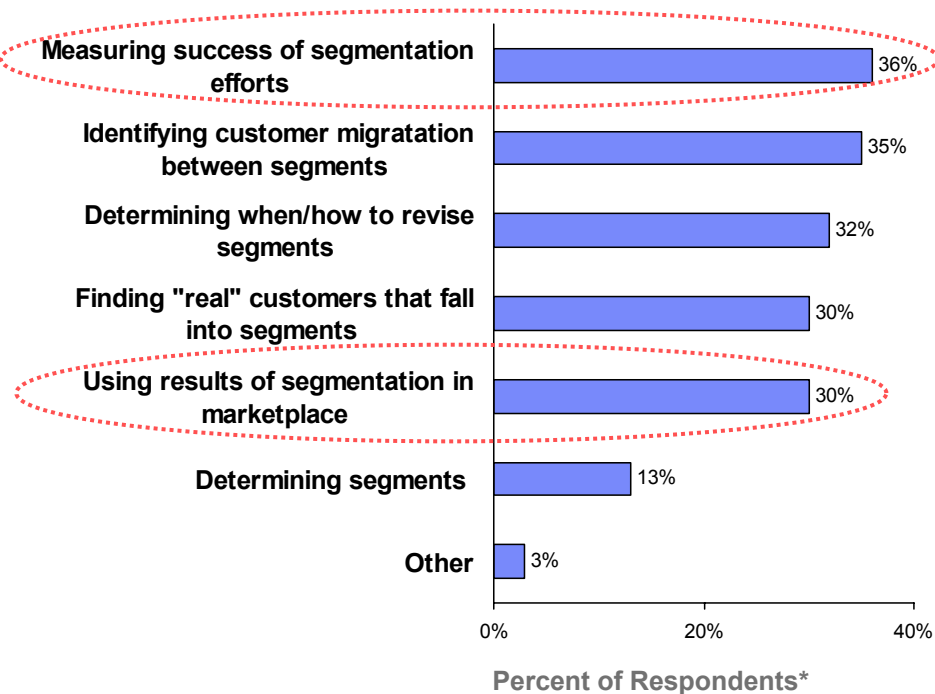 Measuring success of segmentation
efforts
36%
Identifying customer migratation
between segments
35%
Determining when/how to revise
segments
32%
Finding "real" customers that fall
into segments
30%
Using results of segmentation in
marketplace
30%
Determining segments
13%
Other
3%
0%
20%
40%
Percent of Respondents*